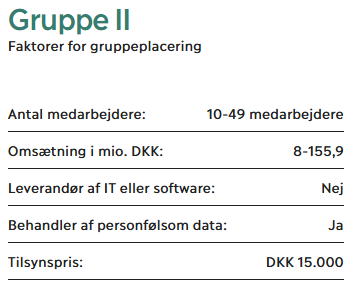 Gruppe II
Faktorer for gruppeplacering
Antal medarbejdere: 10-49 medarbejdere
Omsætning i mio. DKK: 8-155,9
Leverandør af IT eller software: Nej
Behandler af personfølsom data: Ja
Tilsynspris: DKK 15.000